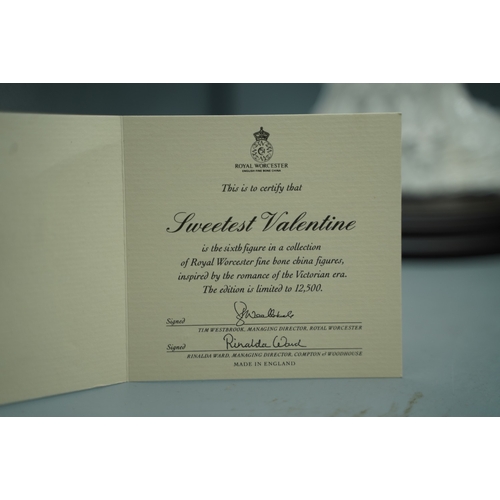 ROYAL WORCESTER
This is to certify that
Sweetest Valentine
is the sixth figure in a collection
of Royal Worcester fine bone china figures,
inspired by the romance of the Victorian era.
The edition is limited to 12,500.
Signed
TIM WESTBROOK, MANAGING DIRECTOR, ROYAL WORCESTER
Signed Rinalda Ward
RINALDA WARD, MANAGING DIRECTOR, COMPTON & WOODHOUSE
MADE IN ENGLAND